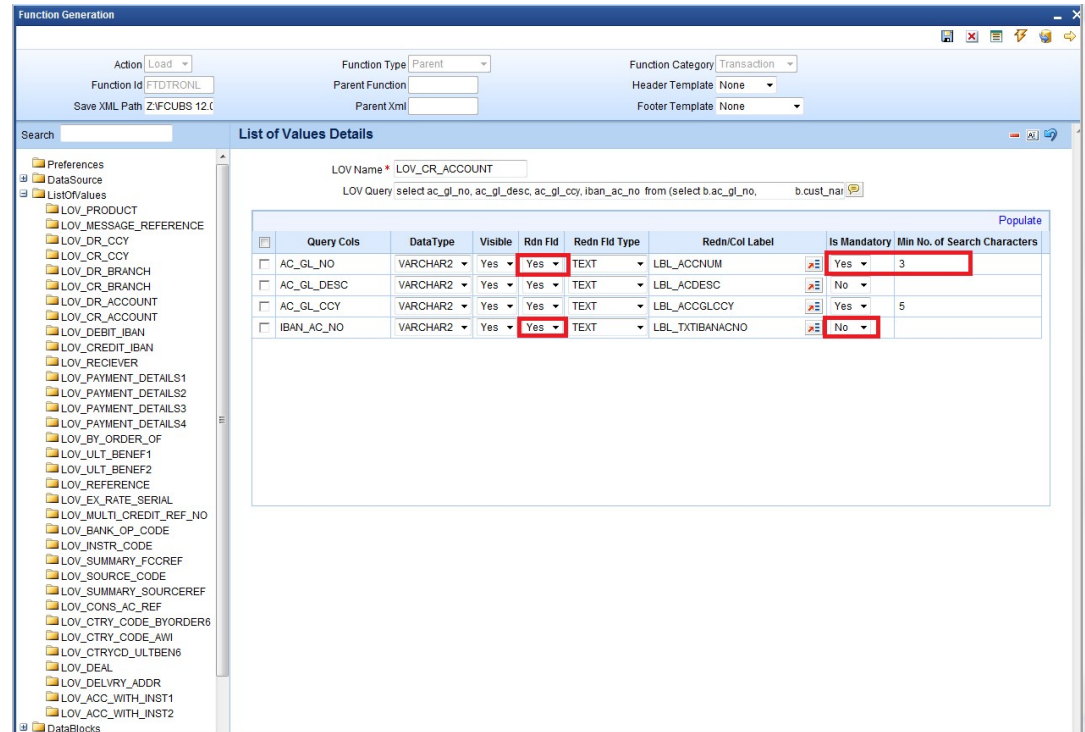 Function Generation
Action Load Function Type Parent Function Category Transaction
Function Id FTDTRONL Parent Function Header Template None
Save XML Path Z:\FCUBS 12.0 Parent Xml Footer Template None
Search List of Values Details
Preferences
DataSource
ListOfValues
LOV_PRODUCT
LOV_MESSAGE_REFERENCE
LOV_DR_CCY
LOV_CR_CCY
LOV_DR_BRANCH
LOV_CR_BRANCH
LOV_DR_ACCOUNT
LOV_CR_ACCOUNT
LOV_DEBIT_IBAN
LOV_CREDIT_IBAN
LOV_RECIEVER
LOV_PAYMENT_DETAILS1
LOV_PAYMENT_DETAILS2
LOV_PAYMENT_DETAILS3
LOV_PAYMENT_DETAILS4
LOV_BY_ORDER_OF
LOV_ULT_BENEF1
LOV_ULT_BENEF2
LOV_REFERENCE
LOV_EX_RATE_SERIAL
LOV_MULTI_CREDIT_REF_NO
LOV_BANK_OP_CODE
LOV_INSTR_CODE
LOV_SUMMARY_FCCREF
LOV_SOURCE_CODE
LOV_SUMMARY_SOURCEREF
LOV_CONS_AC_REF
LOV_CTRY_CODE_BYORDER6
LOV_CTRY_CODE_AWI
LOV_CTRYCD_ULTBEN6
LOV_DEAL
LOV_DELVRY_ADDR
LOV_ACC_WITH_INST1
LOV_ACC_WITH_INST2
DataBlocks
LOV Name * LOV_CR_ACCOUNT
LOV Query select ac_gl_no, ac_gl_desc, ac_gl_ccy, iban_ac_no from (select b.ac_gl_no, b.cust_nar
Populate
Query Cols DataType Visible Rdn Fld Redn Fld Type Redn/Col Label Is Mandatory Min No. of Search Characters
AC_GL_NO VARCHAR2 Yes Yes TEXT LBL_ACCNUM Yes 3
AC_GL_DESC VARCHAR2 Yes Yes TEXT LBL_ACDESC No
AC_GL_CCY VARCHAR2 Yes Yes TEXT LBL_ACCGLCCY Yes 5
IBAN_AC_NO VARCHAR2 Yes Yes TEXT LBL_TXTIBANACNO No